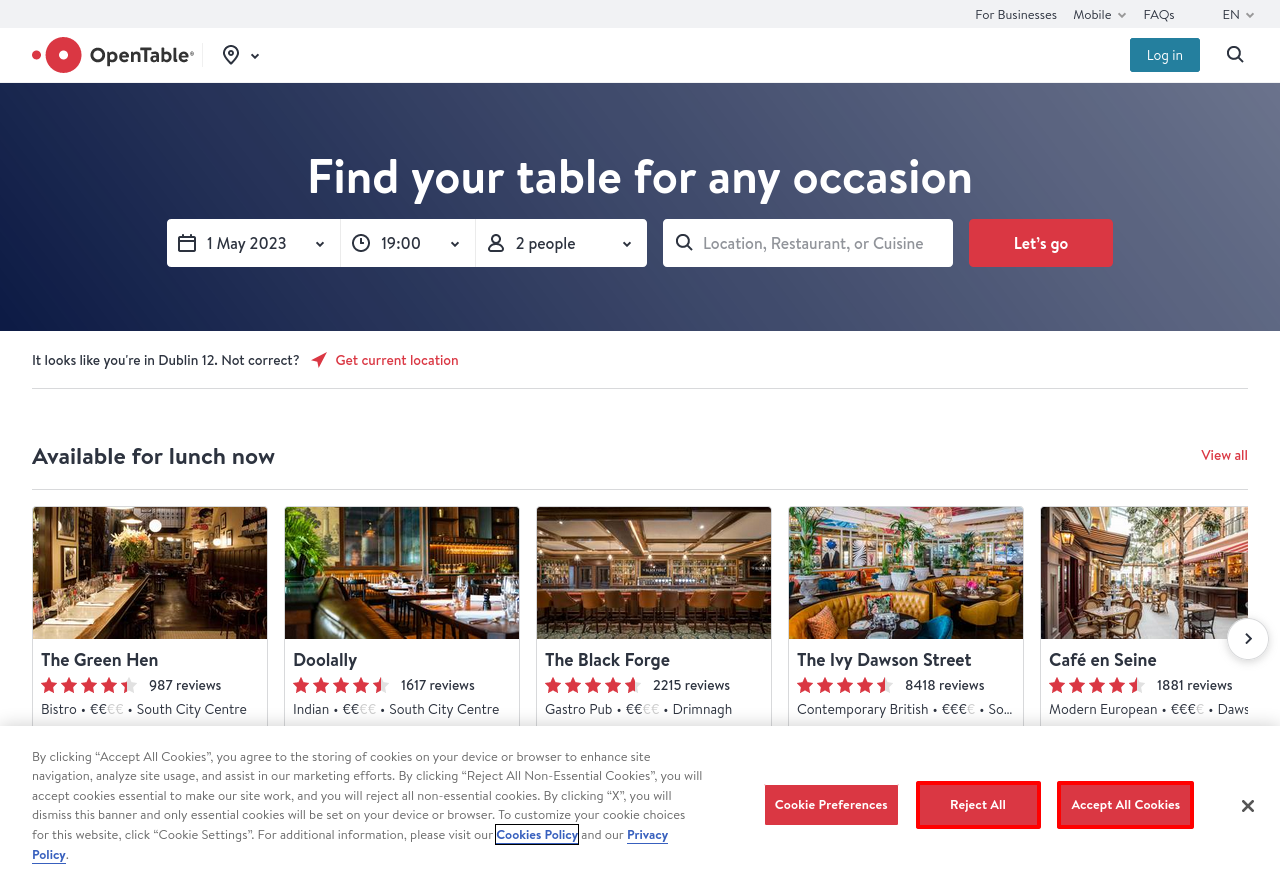 For Businesses Mobile FAQs EN
OpenTable®
Log in
Find your table for any occasion
1 May 2023 19:00 2 people Location, Restaurant, or Cuisine Let's go
It looks like you're in Dublin 12. Not correct? Get current location
Available for lunch now View all
The Green Hen
987 reviews
Bistro • €€€€ • South City Centre
Doolally
1617 reviews
Indian • €€€€ • South City Centre
The Black Forge
2215 reviews
Gastro Pub • €€€€ • Drimnagh
The Ivy Dawson Street
8418 reviews
Contemporary British • €€€€ • So...
Café en Seine
1881 reviews
Modern European • €€€€ • Daws
By clicking “Accept All Cookies”, you agree to the storing of cookies on your device or browser to enhance site
navigation, analyze site usage, and assist in our marketing efforts. By clicking “Reject All Non-Essential Cookies”, you will
accept cookies essential to make our site work, and you will reject all non-essential cookies. By clicking “X”, you will
dismiss this banner and only essential cookies will be set on your device or browser. To customize your cookie choices
for this website, click “Cookie Settings”. For additional information, please visit our Cookies Policy and our Privacy
Policy.
Cookie Preferences Reject All Accept All Cookies